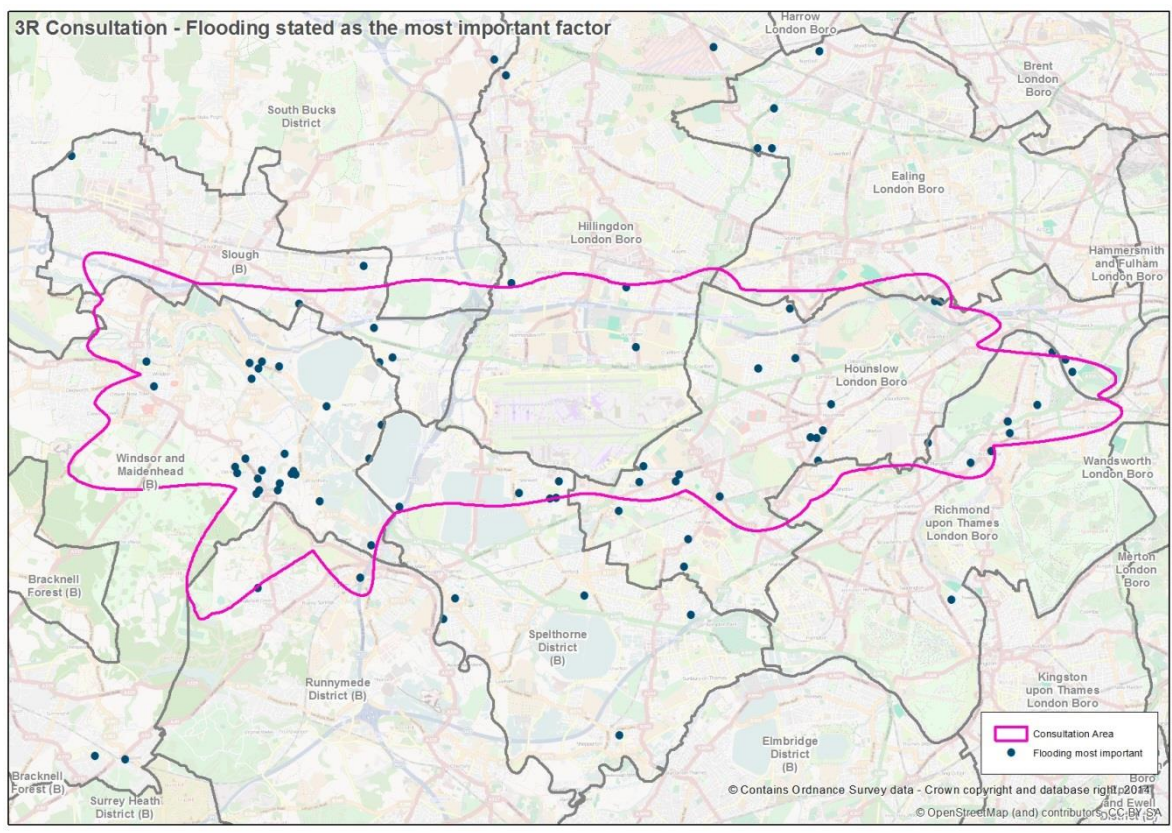 3R Consultation - Flooding stated as the most important factor
Harrow
London Boro
Brent
London
Boro
South Bucks
District
Ealing
London Boro
Hillingdon
London Boro
Slough
(B)
Hammersmith
and Fulham
London Boro
Hounslow
London Boro
Windsor and
Maidenhead
(B)
Wandsworth
London Boro
Richmond
upon Thames
London Boro
Merton
London
Boro
Bracknell
Forest (B)
Spelthorne
District
(B)
Runnymede
District (B)
Kingston
upon Thames
London Boro
Elmbridge
District
(B)
Consultation Area
Flooding most important
Bracknell
Forest (B)
Surrey Heath
District (B)
Boro
and Ewell
© Contains Ordnance Survey data - Crown copyright and database right, 2014
© OpenStreetMap (and) contributors, CC-BY-SA